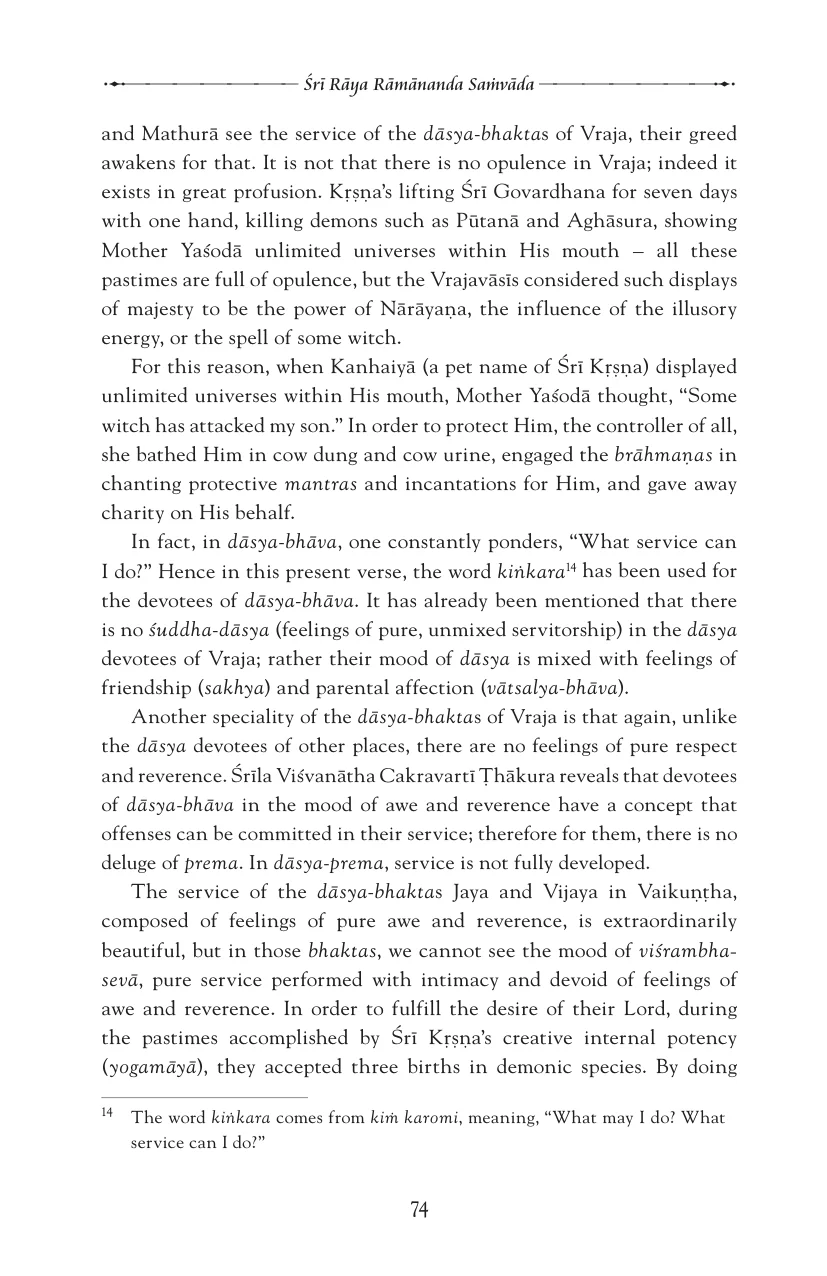 Śrī Rāya Rāmānanda Saṁvāda
and Mathurā see the service of the dāsya-bhaktas of Vraja, their greed
awakens for that. It is not that there is no opulence in Vraja; indeed it
exists in great profusion. Kṛṣṇa’s lifting Śrī Govardhana for seven days
with one hand, killing demons such as Pūtanā and Aghāsura, showing
Mother Yaśodā unlimited universes within His mouth – all these
pastimes are full of opulence, but the Vrajavāsīs considered such displays
of majesty to be the power of Nārāyaṇa, the influence of the illusory
energy, or the spell of some witch.
For this reason, when Kanhaiyā (a pet name of Śrī Kṛṣṇa) displayed
unlimited universes within His mouth, Mother Yaśodā thought, “Some
witch has attacked my son.” In order to protect Him, the controller of all,
she bathed Him in cow dung and cow urine, engaged the brāhmaṇas in
chanting protective mantras and incantations for Him, and gave away
charity on His behalf.
In fact, in dāsya-bhāva, one constantly ponders, “What service can
I do?” Hence in this present verse, the word kiṅkara¹⁴ has been used for
the devotees of dāsya-bhāva. It has already been mentioned that there
is no śuddha-dāsya (feelings of pure, unmixed servitorship) in the dāsya
devotees of Vraja; rather their mood of dāsya is mixed with feelings of
friendship (sakhya) and parental affection (vātsalya-bhāva).
Another speciality of the dāsya-bhaktas of Vraja is that again, unlike
the dāsya devotees of other places, there are no feelings of pure respect
and reverence. Śrīla Viśvanātha Cakravartī Ṭhākura reveals that devotees
of dāsya-bhāva in the mood of awe and reverence have a concept that
offenses can be committed in their service; therefore for them, there is no
deluge of prema. In dāsya-prema, service is not fully developed.
The service of the dāsya-bhaktas Jaya and Vijaya in Vaikuṇṭha,
composed of feelings of pure awe and reverence, is extraordinarily
beautiful, but in those bhaktas, we cannot see the mood of viśrambha-
sevā, pure service performed with intimacy and devoid of feelings of
awe and reverence. In order to fulfill the desire of their Lord, during
the pastimes accomplished by Śrī Kṛṣṇa’s creative internal potency
(yogamāyā), they accepted three births in demonic species. By doing
14 The word kiṅkara comes from kiṁ karomi, meaning, “What may I do? What
service can I do?”
74